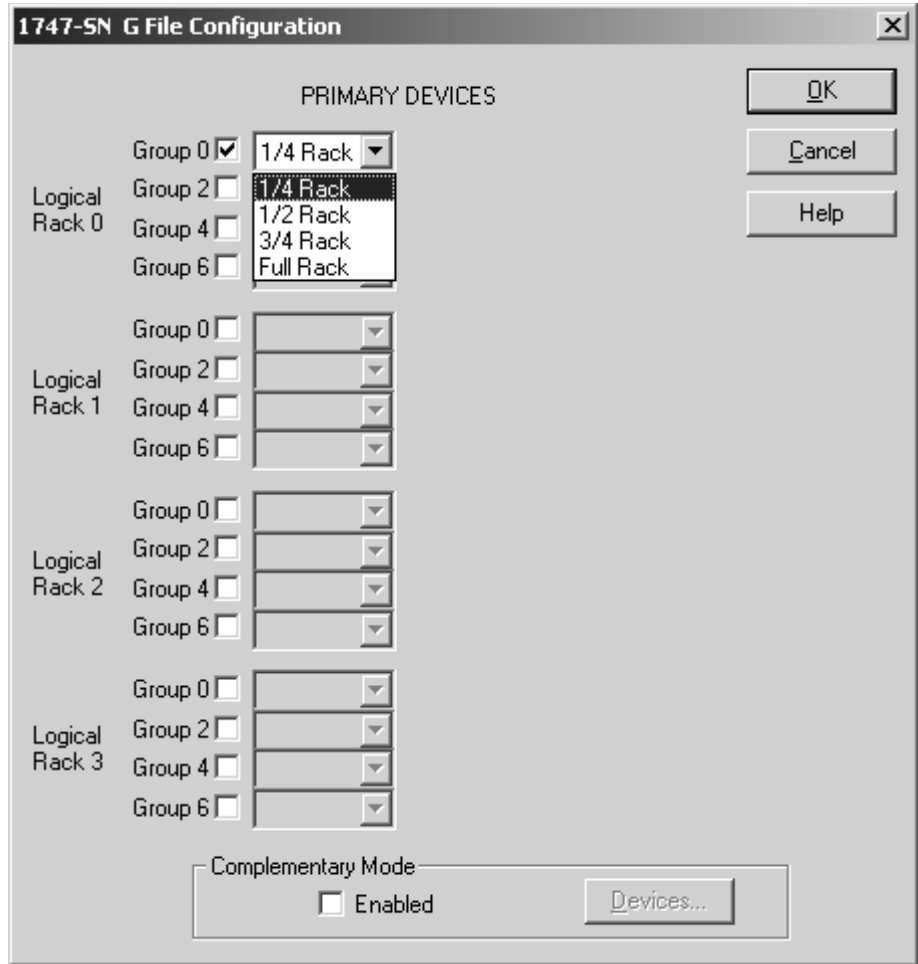 1747-SN G File Configuration
PRIMARY DEVICES
OK
Cancel
Help
Logical
Rack 0
Group 0 1/4 Rack
Group 2
Group 4
Group 6
1/4 Rack
1/2 Rack
3/4 Rack
Full Rack
Logical
Rack 1
Group 0
Group 2
Group 4
Group 6
Logical
Rack 2
Group 0
Group 2
Group 4
Group 6
Logical
Rack 3
Group 0
Group 2
Group 4
Group 6
Complementary Mode
Enabled
Devices...